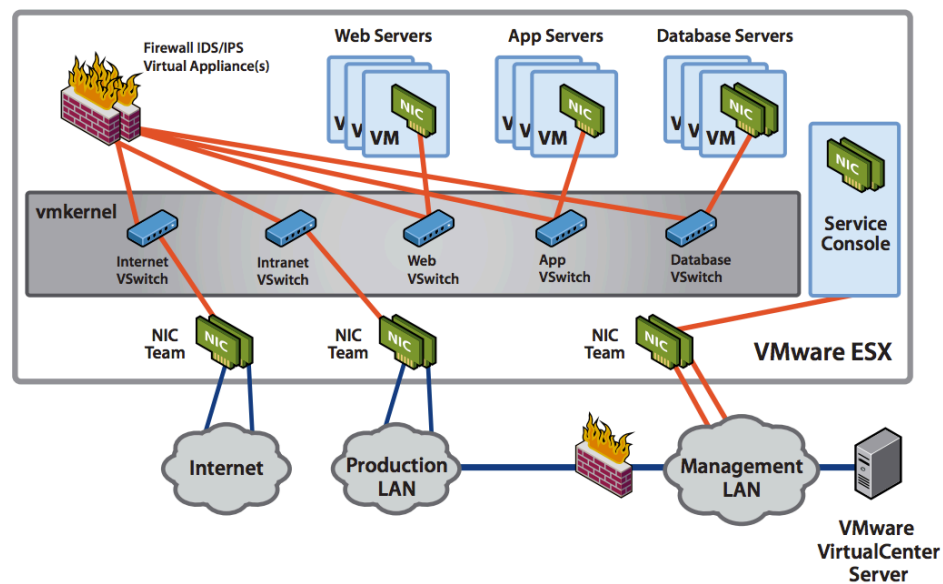 Firewall IDS/IPS
Virtual Appliance(s)
Web Servers
App Servers
Database Servers
NIC
NIC
NIC
V
V
VM
V
V
VM
V
V
VM
NIC
Service
Console
vmkernel
Internet
VSwitch
Intranet
VSwitch
Web
VSwitch
App
VSwitch
Database
VSwitch
NIC
Team
NIC
NIC
Team
NIC
NIC
Team
NIC
VMware ESX
Internet
Production
LAN
Management
LAN
VMware
VirtualCenter
Server